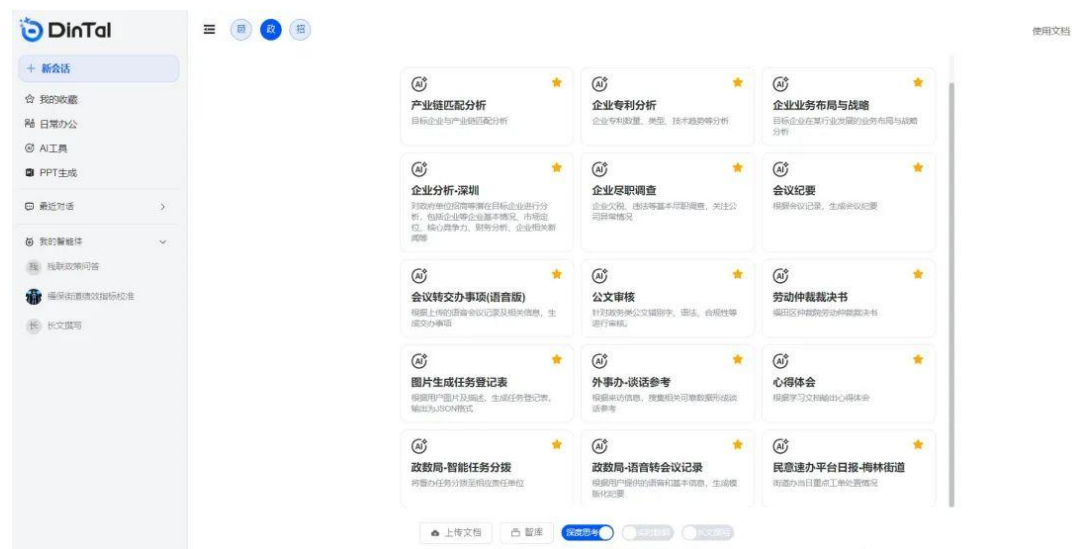 DinTal
顾
政
招
使用文档
新会话
我的收藏
日常办公
AI工具
PPT生成
最近对话
我的智能体
残 残联政策问答
福保街道绩效指标校准
长 长文撰写
产业链匹配分析
目标企业与产业链匹配分析
企业专利分析
企业专利数量、类型、技术趋势等分析
企业业务布局与战略
目标企业在某行业发展的业务布局与战略
分析
企业分析-深圳
对政府单位招商等潜在目标企业进行分
析，包括企业等企业基本情况、市场定
位、核心竞争力、财务分析、企业相关新
闻等
企业尽职调查
企业欠税、违法等基本尽职调查，关注公
司异常情况
会议纪要
根据会议记录，生成会议纪要
会议转交办事项(语音版)
根据上传的语音会议记录及相关信息，生
成交办事项
公文审核
针对政务类公文错别字、语法、合规性等
进行审核。
劳动仲裁裁决书
福田区仲裁院劳动仲裁裁决书
图片生成任务登记表
根据用户图片及描述，生成任务登记表，
输出为JSON格式
外事办-谈话参考
根据来访信息，搜集相关可靠数据形成谈
话参考
心得体会
根据学习文档输出心得体会
政数局-智能任务分拨
将督办任务分拨至相应责任单位
政数局-语音转会议记录
根据用户提供的语音和基本信息，生成模
板化纪要
民意速办平台日报-梅林街道
街道办当日重点工单处置情况
上传文档
智库
深度思考
长文撰写